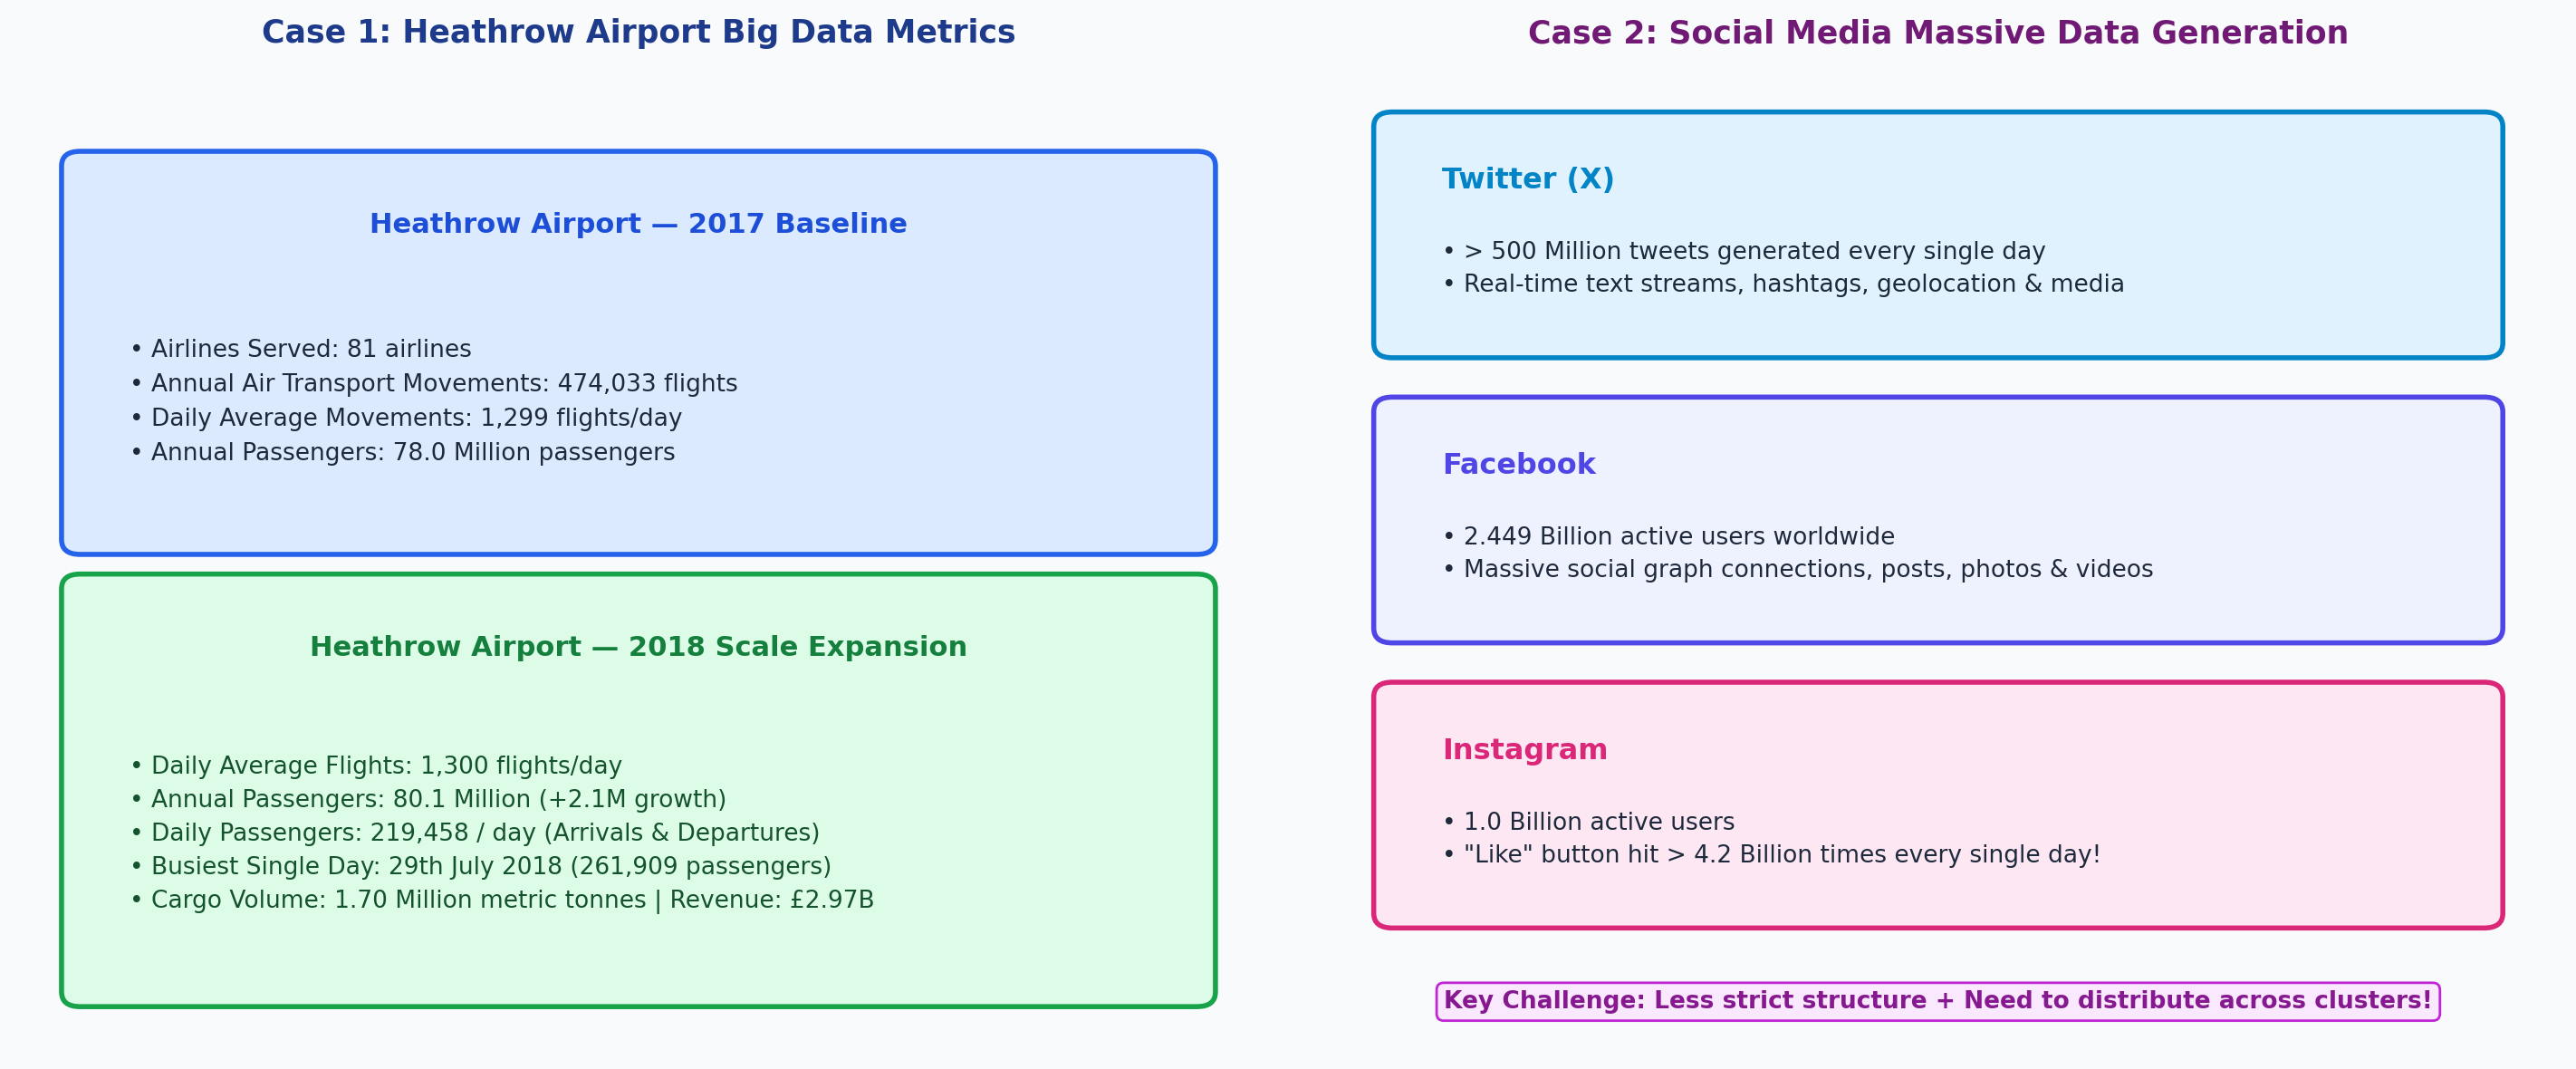 Case 1: Heathrow Airport Big Data Metrics
Heathrow Airport — 2017 Baseline
• Airlines Served: 81 airlines
• Annual Air Transport Movements: 474,033 flights
• Daily Average Movements: 1,299 flights/day
• Annual Passengers: 78.0 Million passengers
Heathrow Airport — 2018 Scale Expansion
• Daily Average Flights: 1,300 flights/day
• Annual Passengers: 80.1 Million (+2.1M growth)
• Daily Passengers: 219,458 / day (Arrivals & Departures)
• Busiest Single Day: 29th July 2018 (261,909 passengers)
• Cargo Volume: 1.70 Million metric tonnes | Revenue: £2.97B
Case 2: Social Media Massive Data Generation
Twitter (X)
• > 500 Million tweets generated every single day
• Real-time text streams, hashtags, geolocation & media
Facebook
• 2.449 Billion active users worldwide
• Massive social graph connections, posts, photos & videos
Instagram
• 1.0 Billion active users
• "Like" button hit > 4.2 Billion times every single day!
Key Challenge: Less strict structure + Need to distribute across clusters!